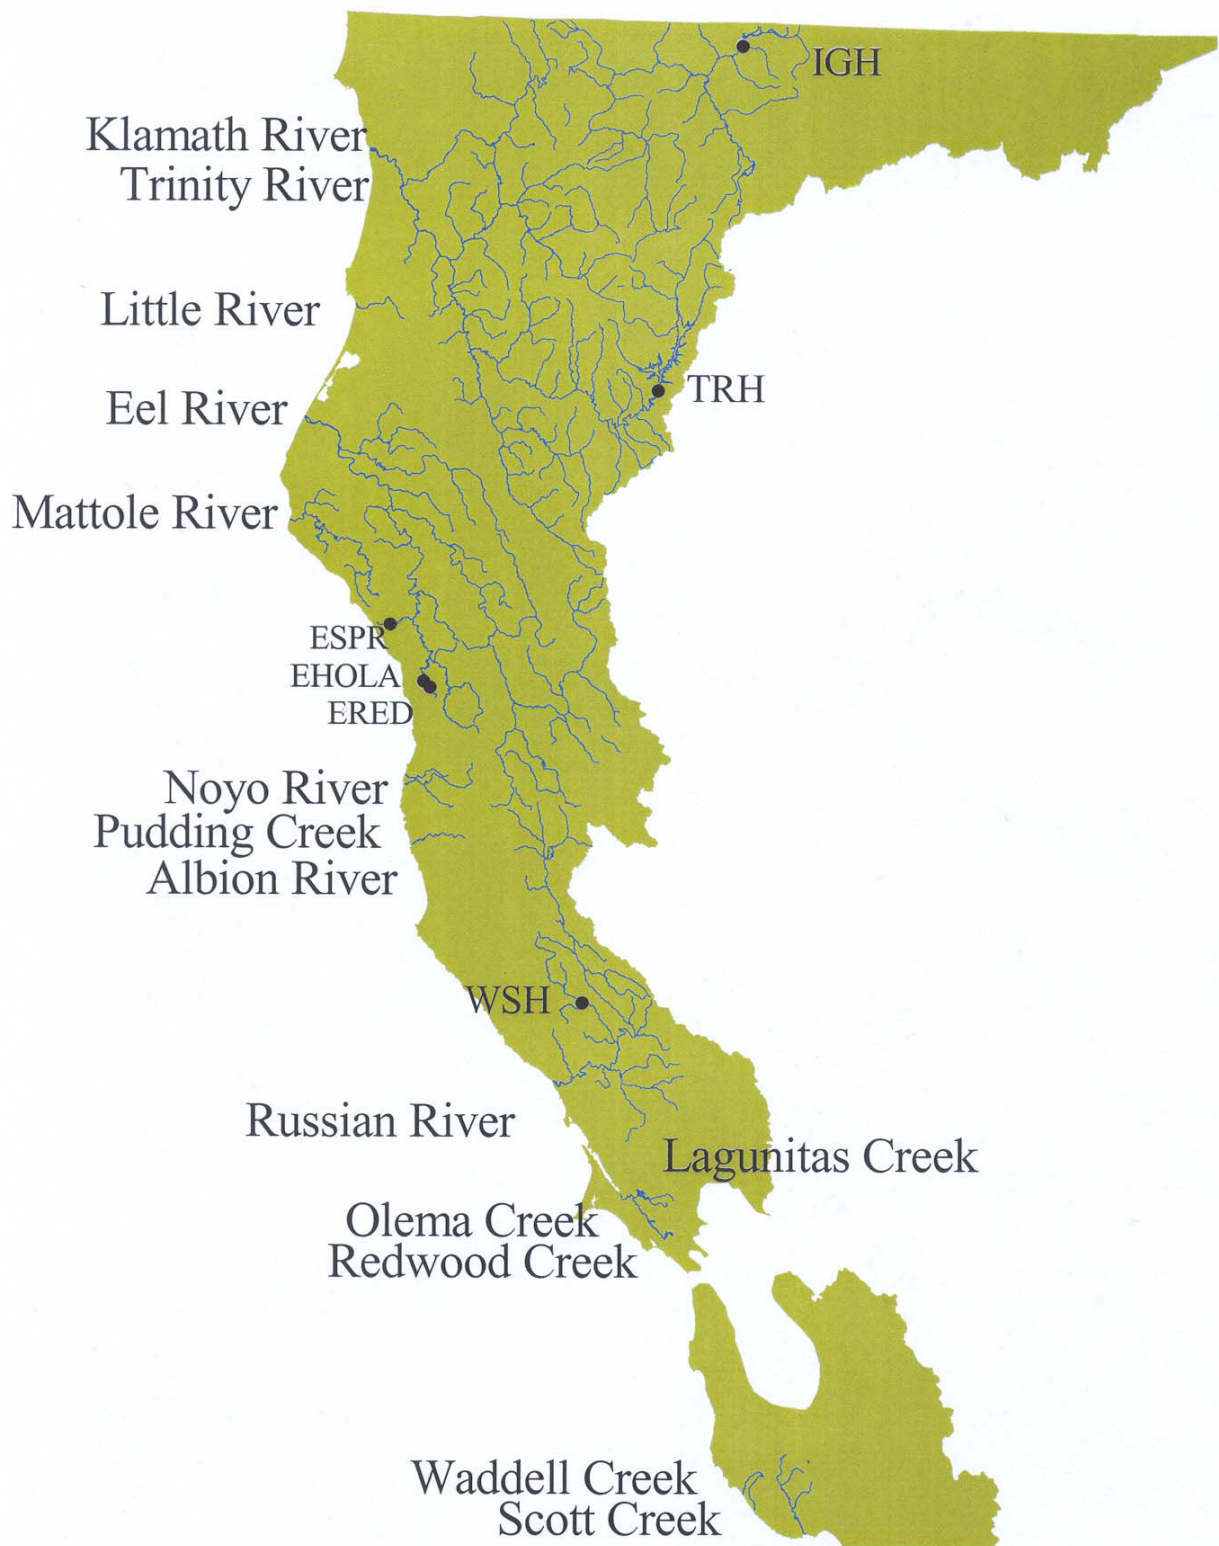 IGH
Klamath River
Trinity River
Little River
TRH
Eel River
Mattole River
ESPR
EHOLA
ERED
Noyo River
Pudding Creek
Albion River
WSH
Russian River
Lagunitas Creek
Olema Creek
Redwood Creek
Waddell Creek
Scott Creek